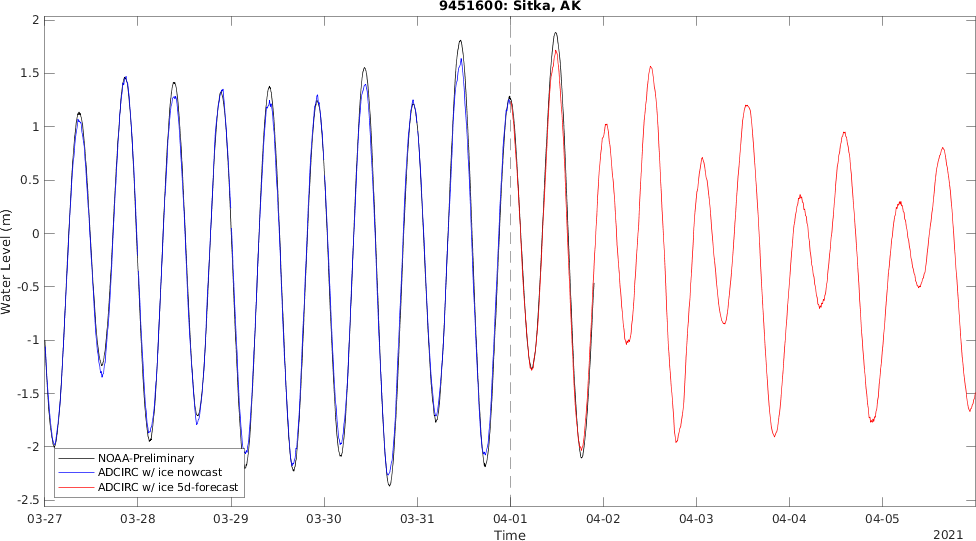 9451600: Sitka, AK
2
1.5
1
0.5
0
-0.5
-1
-1.5
-2
-2.5
Water Level (m)
NOAA-Preliminary
ADCIRC w/ ice nowcast
ADCIRC w/ ice 5d-forecast
03-27 03-28 03-29 03-30 03-31 04-01 04-02 04-03 04-04 04-05
Time
2021